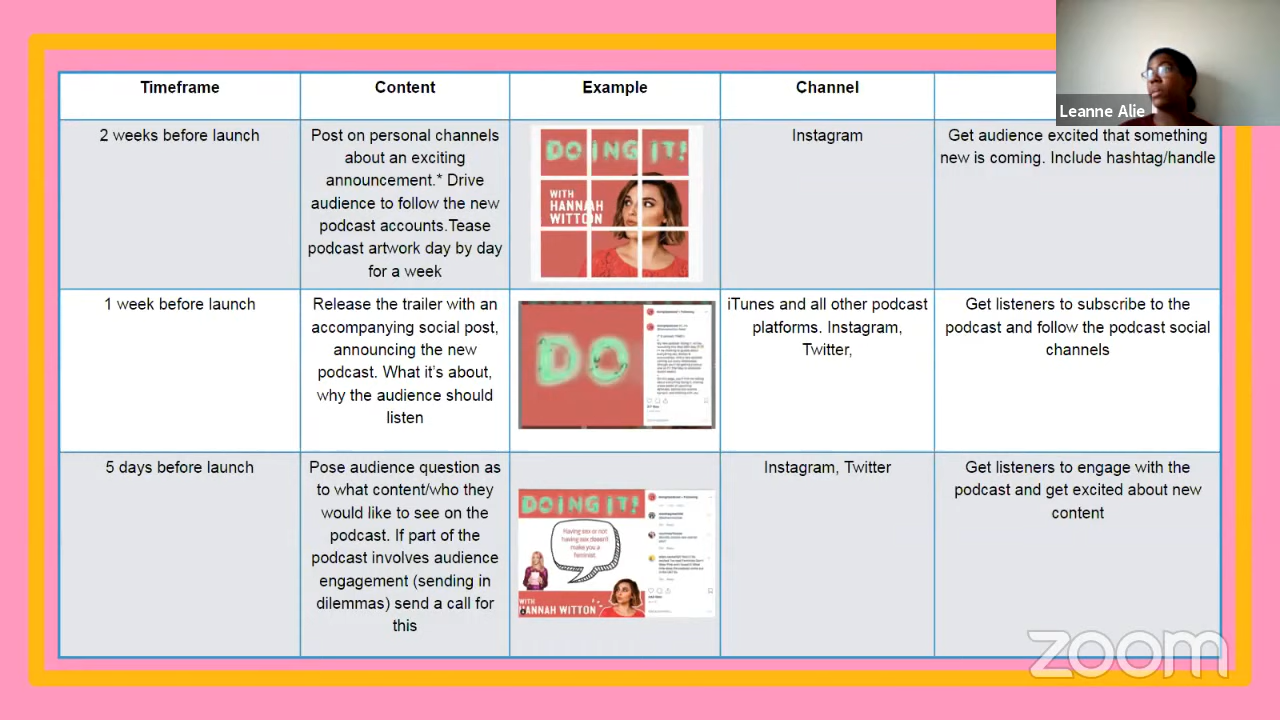 Timeframe
Content
Example
Channel
Leanne Alie
2 weeks before launch
Post on personal channels
about an exciting
announcement.* Drive
audience to follow the new
podcast accounts.Tease
podcast artwork day by day
for a week
DOING IT!
WITH
HANNAH
WITTON
Instagram
Get audience excited that something
new is coming. Include hashtag/handle
1 week before launch
Release the trailer with an
accompanying social post,
announcing the new
podcast. What it's about,
why the audience should
listen
DO
iTunes and all other podcast
platforms. Instagram,
Twitter,
Get listeners to subscribe to the
podcast and follow the podcast social
channels
5 days before launch
Pose audience question as
to what content/who they
would like to see on the
podcast. If part of the
podcast invites audience
engagement (sending in
dilemmas) send a call for
this
DOING IT!
Having sex or not
having sex doesn't
make you a
feminist.
WITH
HANNAH WITTON
Instagram, Twitter
Get listeners to engage with the
podcast and get excited about new
content
zoom